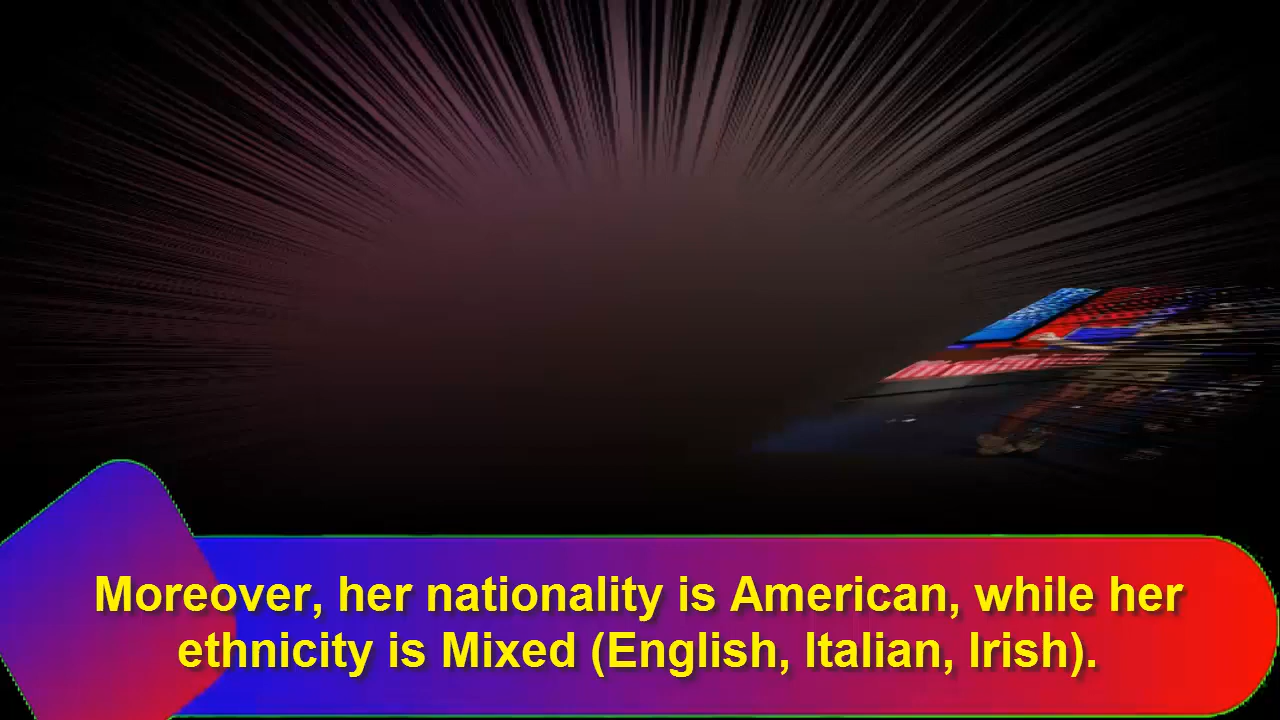 Moreover, her nationality is American, while her
ethnicity is Mixed (English, Italian, Irish).